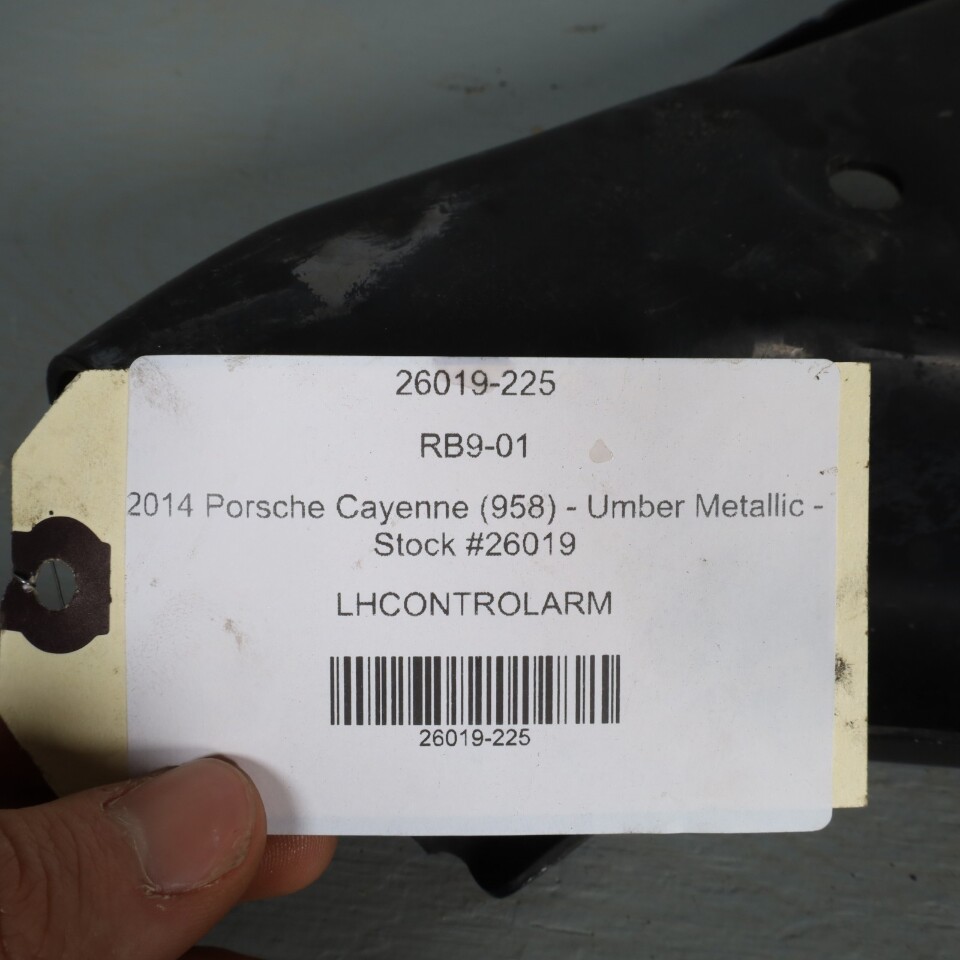 26019-225
RB9-01
2014 Porsche Cayenne (958) - Umber Metallic -
Stock #26019
LHCONTROLARM
26019-225